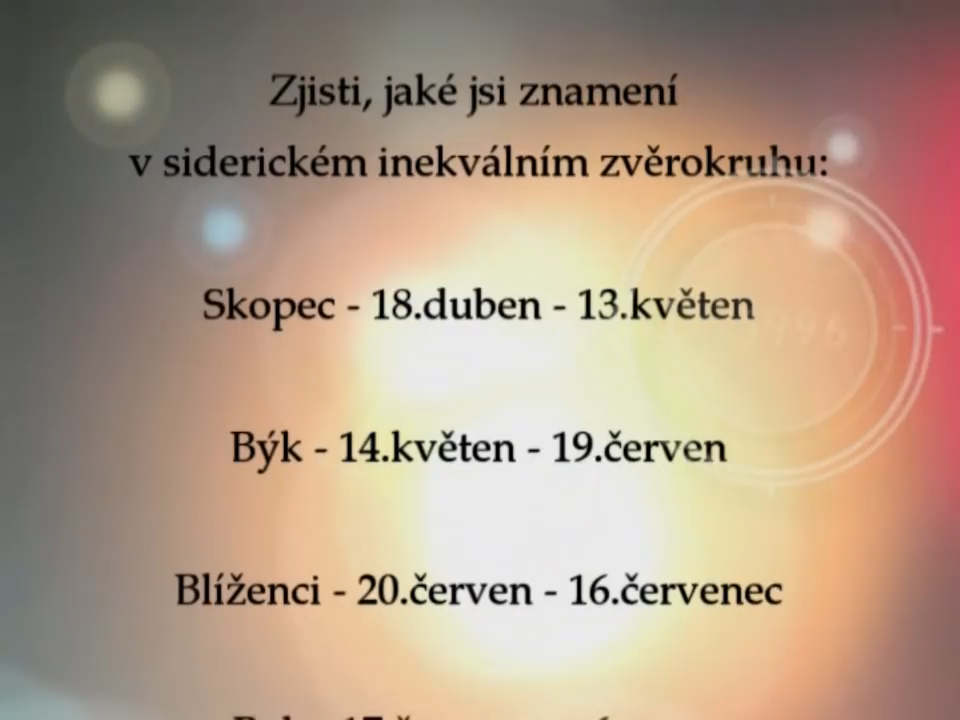 Zjisti, jaké jsi znamení
v siderickém inekválním zvěrokruhu:
Skopec - 18.duben - 13.květen
Býk - 14.květen - 19.červen
Blíženci - 20.červen - 16.červenec